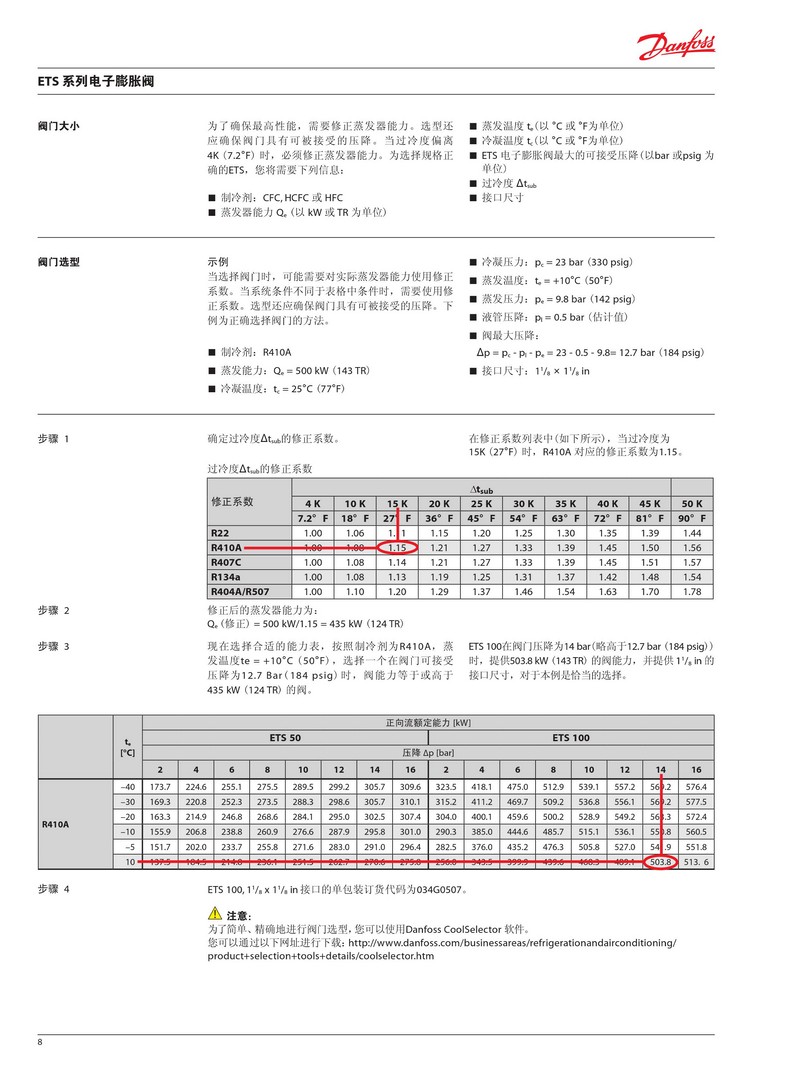 Danfoss
ETS 系列电子膨胀阀
阀门大小
为了确保最高性能，需要修正蒸发器能力。选型还
应确保阀门具有可被接受的压降。当过冷度偏离
4K（7.2°F）时，必须修正蒸发器能力。为选择规格正
确的ETS，您将需要下列信息：
■ 制冷剂：CFC, HCFC 或 HFC
■ 蒸发器能力 Qe（以 kW 或 TR 为单位）
■ 蒸发温度 te（以 °C 或 °F为单位）
■ 冷凝温度 tc（以 °C 或 °F为单位）
■ ETS 电子膨胀阀最大的可接受压降（以bar 或psig 为
单位）
■ 过冷度 Δtsub
■ 接口尺寸
阀门选型
示例
当选择阀门时，可能需要对实际蒸发器能力使用修正
系数。当系统条件不同于表格中条件时，需要使用修
正系数。选型还应确保阀门具有可被接受的压降。下
例为正确选择阀门的方法。
■ 制冷剂：R410A
■ 蒸发能力：Qe = 500 kW（143 TR）
■ 冷凝温度：tc = 25°C（77°F）
■ 冷凝压力：pc = 23 bar（330 psig）
■ 蒸发温度：te = +10°C（50°F）
■ 蒸发压力：pe = 9.8 bar（142 psig）
■ 液管压降：pl = 0.5 bar（估计值）
■ 阀最大压降：
Δp = pc - pl - pe = 23 - 0.5 - 9.8= 12.7 bar（184 psig）
■ 接口尺寸：1 1/8 × 1 1/8 in
步骤 1
确定过冷度Δtsub的修正系数。
在修正系数列表中（如下所示），当过冷度为
15K（27°F）时，R410A 对应的修正系数为1.15。
过冷度Δtsub的修正系数
修正系数 Δtsub
4 K 10 K 15 K 20 K 25 K 30 K 35 K 40 K 45 K 50 K
7.2° F 18° F 27° F 36° F 45° F 54° F 63° F 72° F 81° F 90° F
R22 1.00 1.06 1.11 1.15 1.20 1.25 1.30 1.35 1.39 1.44
R410A 1.00 1.08 1.15 1.21 1.27 1.33 1.39 1.45 1.50 1.56
R407C 1.00 1.08 1.14 1.21 1.27 1.33 1.39 1.45 1.51 1.57
R134a 1.00 1.08 1.13 1.19 1.25 1.31 1.37 1.42 1.48 1.54
R404A/R507 1.00 1.10 1.20 1.29 1.37 1.46 1.54 1.63 1.70 1.78
步骤 2
修正后的蒸发器能力为：
Qe（修正）= 500 kW/1.15 = 435 kW（124 TR）
步骤 3
现在选择合适的能力表，按照制冷剂为R410A，蒸
发温度te = +10°C（50°F），选择一个在阀门可接受
压降为12.7 Bar（184 psig）时，阀能力等于或高于
435 kW（124 TR）的阀。
ETS 100在阀门压降为14 bar（略高于12.7 bar（184 psig））
时，提供503.8 kW（143 TR）的阀能力，并提供 1 1/8 in 的
接口尺寸，对于本例是恰当的选择。
正向流额定能力 [kW]
te [°C] ETS 50 ETS 100
压降 Δp [bar]
2 4 6 8 10 12 14 16 2 4 6 8 10 12 14 16
R410A
–40 173.7 224.6 255.1 275.5 289.5 299.2 305.7 309.6 323.5 418.1 475.0 512.9 539.1 557.2 569.2 576.4
–30 169.3 220.8 252.3 273.5 288.3 298.6 305.7 310.1 315.2 411.2 469.7 509.2 536.8 556.1 569.2 577.5
–20 163.3 214.9 246.8 268.6 284.1 295.0 302.5 307.4 304.0 400.1 459.6 500.2 528.9 549.2 563.3 572.4
–10 155.9 206.8 238.8 260.9 276.6 287.9 295.8 301.0 290.3 385.0 444.6 485.7 515.1 536.1 550.8 560.5
–5 151.7 202.0 233.7 255.8 271.6 283.0 291.0 296.4 282.5 376.0 435.2 476.3 505.8 527.0 541.9 551.8
10 137.5 184.5 214.8 236.1 251.5 262.7 270.6 275.8 256.0 343.5 399.9 439.6 468.3 489.1 503.8 513. 6
步骤 4
ETS 100, 1 1/8 x 1 1/8 in 接口的单包装订货代码为034G0507。
注意：
为了简单、精确地进行阀门选型，您可以使用Danfoss CoolSelector 软件。
您可以通过以下网址进行下载：http://www.danfoss.com/businessareas/refrigerationandairconditioning/
product+selection+tools+details/coolselector.htm
8